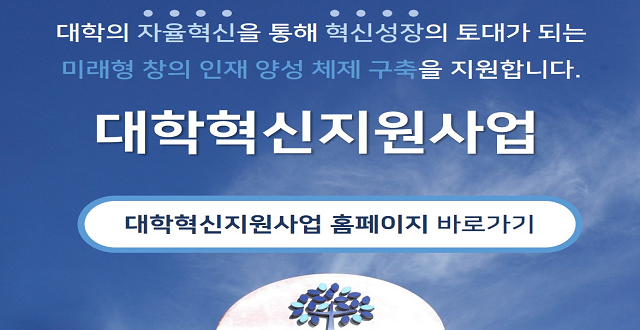 대학의 자율혁신을 통해 혁신성장의 토대가 되는
미래형 창의 인재 양성 체제 구축을 지원합니다.
대학혁신지원사업
대학혁신지원사업 홈페이지 바로가기